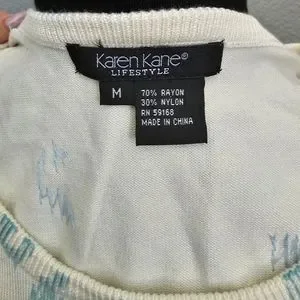 Karen Kane®
LIFESTYLE
M
70% RAYON
30% NYLON
RN 59168
MADE IN CHINA